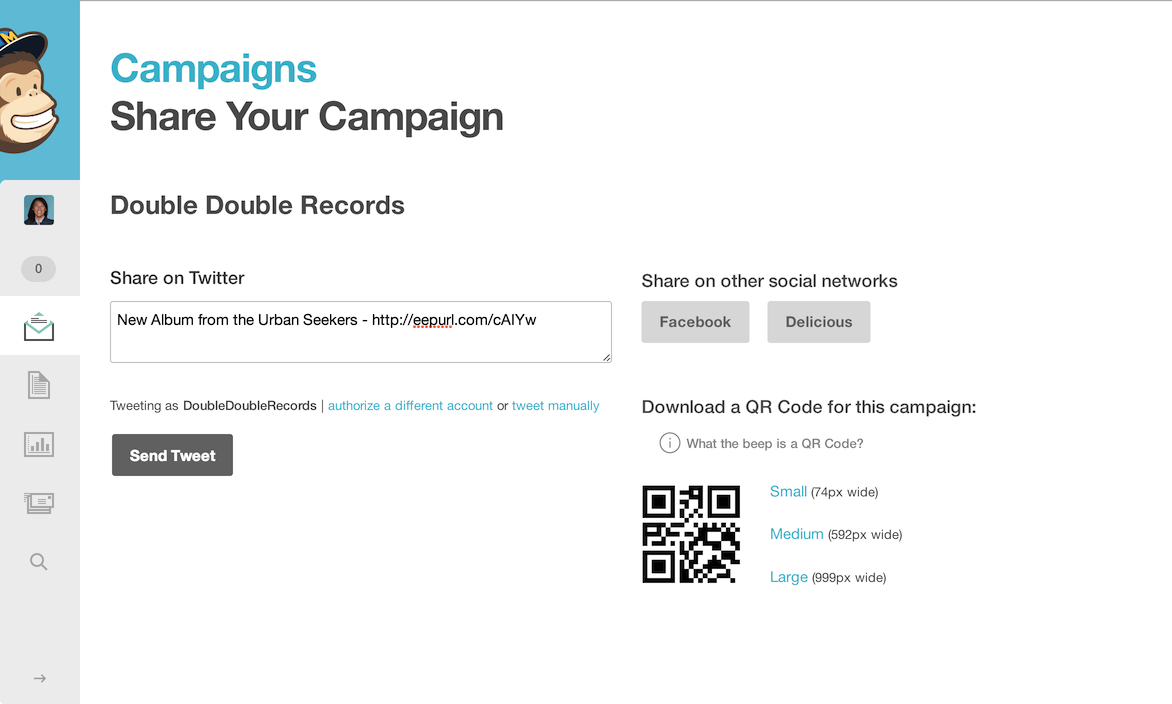 Campaigns
Share Your Campaign
Double Double Records
0
Share on Twitter
New Album from the Urban Seekers - http://eepurl.com/cAlYw
Tweeting as DoubleDoubleRecords | authorize a different account or tweet manually
Send Tweet
Share on other social networks
Facebook
Delicious
Download a QR Code for this campaign:
i What the beep is a QR Code?
Small (74px wide)
Medium (592px wide)
Large (999px wide)